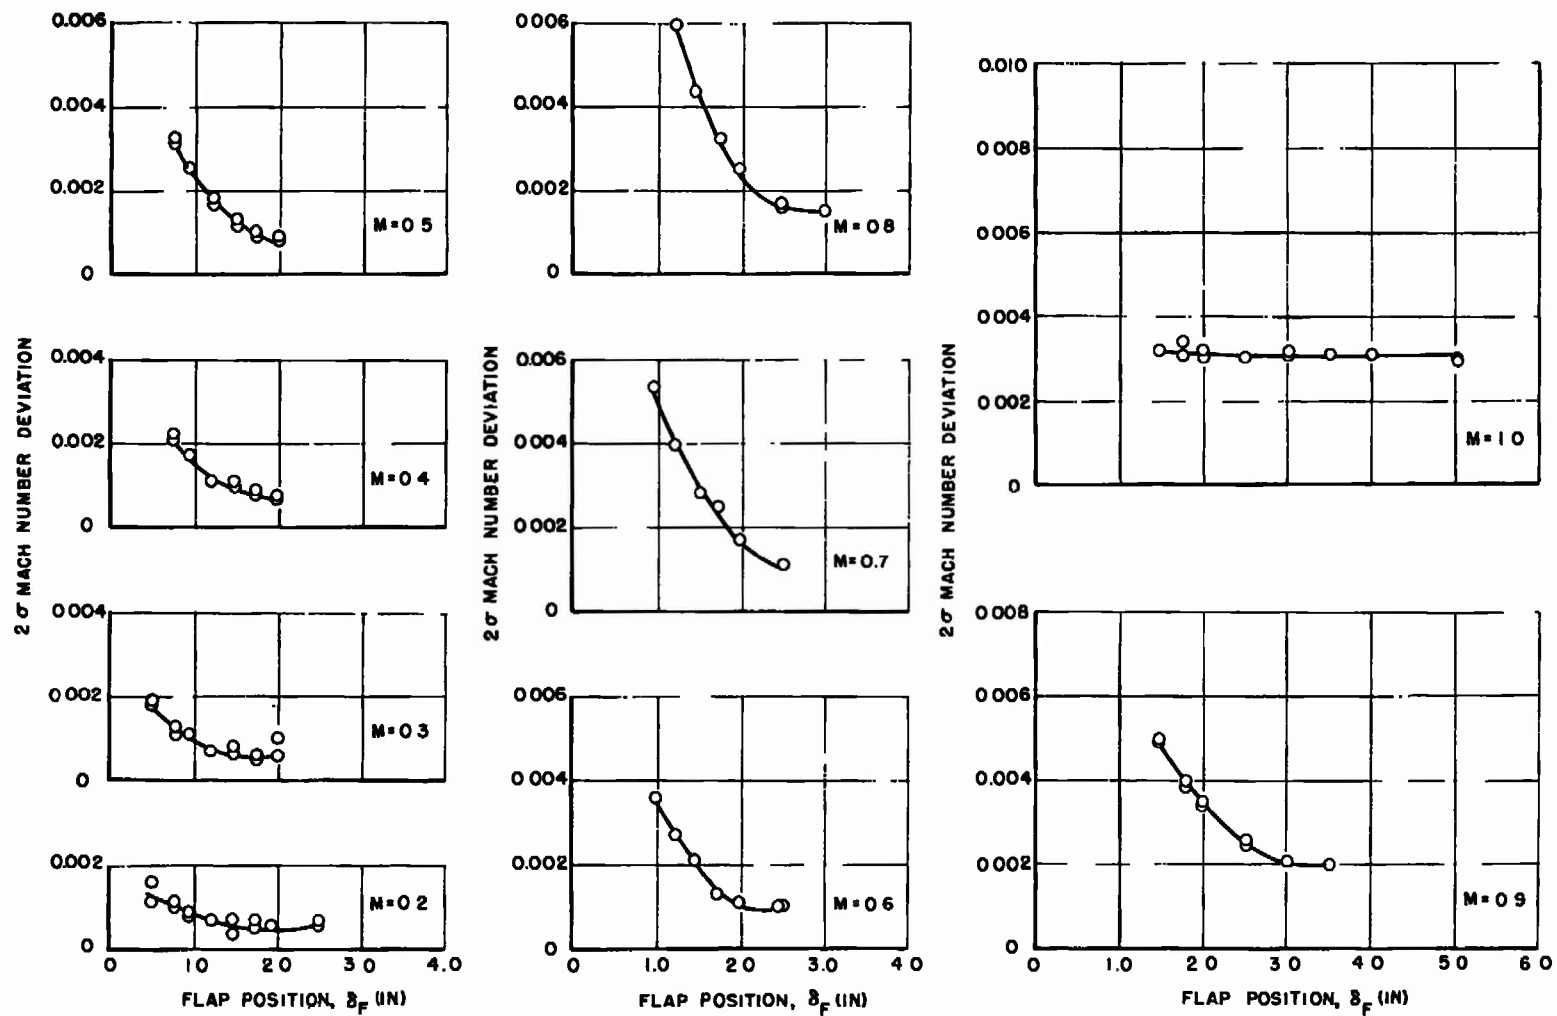 0.006
0 004
0.002
0
M = 0 5
0.004
0.002
0
M = 0 4
0 004
0 002
0
M = 0 3
0.002
0
M = 0 2
0 1 0 2 0 3 0 4. 0
FLAP POSITION, δF (IN)
2 σ MACH NUMBER DEVIATION
0 006
0.004
0 002
0
M = 0 8
0 006
0 004
0 002
0
M = 0.7
0 006
0 004
0 002
0
M = 0 6
0 1.0 2 0 3.0 4 0
FLAP POSITION, δF (IN)
2σ MACH NUMBER DEVIATION
0.010
0 008
0 006
0 004
0 002
0
M = 1 0
0 008
0 006
0 004
0 002
0
M = 0 9
0 1.0 2 0 3 0 4 0 5 0 6 0
FLAP POSITION, δF (IN)
2σ MACH NUMBER DEVIATION